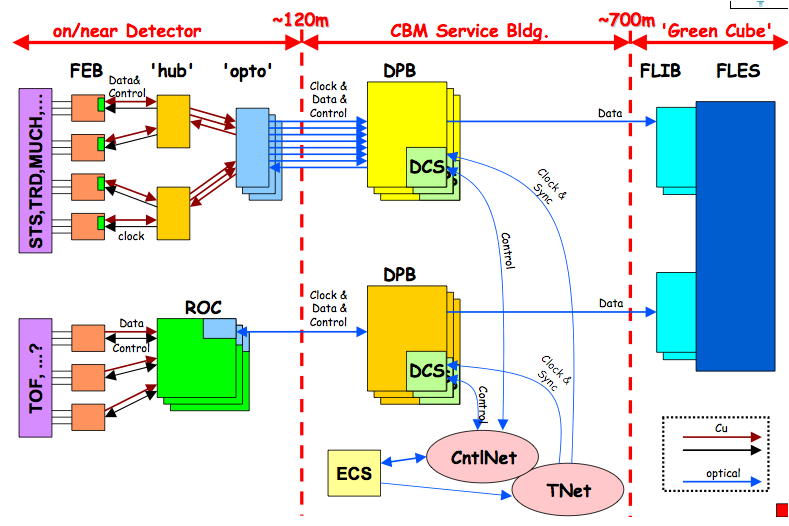 ~120m
~700m
on/near Detector
CBM Service Bldg.
'Green Cube'
FEB
'hub'
'opto'
DPB
FLIB
FLES
Data&
Control
Clock &
Data &
Control
Data
STS,TRD,MUCH,...
DCS
Clock &
Sync
clock
Control
DPB
ROC
Clock &
Data &
Control
Data
Data
Control
TOF, ...?
DCS
Clock &
Sync
Control
CntlNet
ECS
TNet
Cu
optical